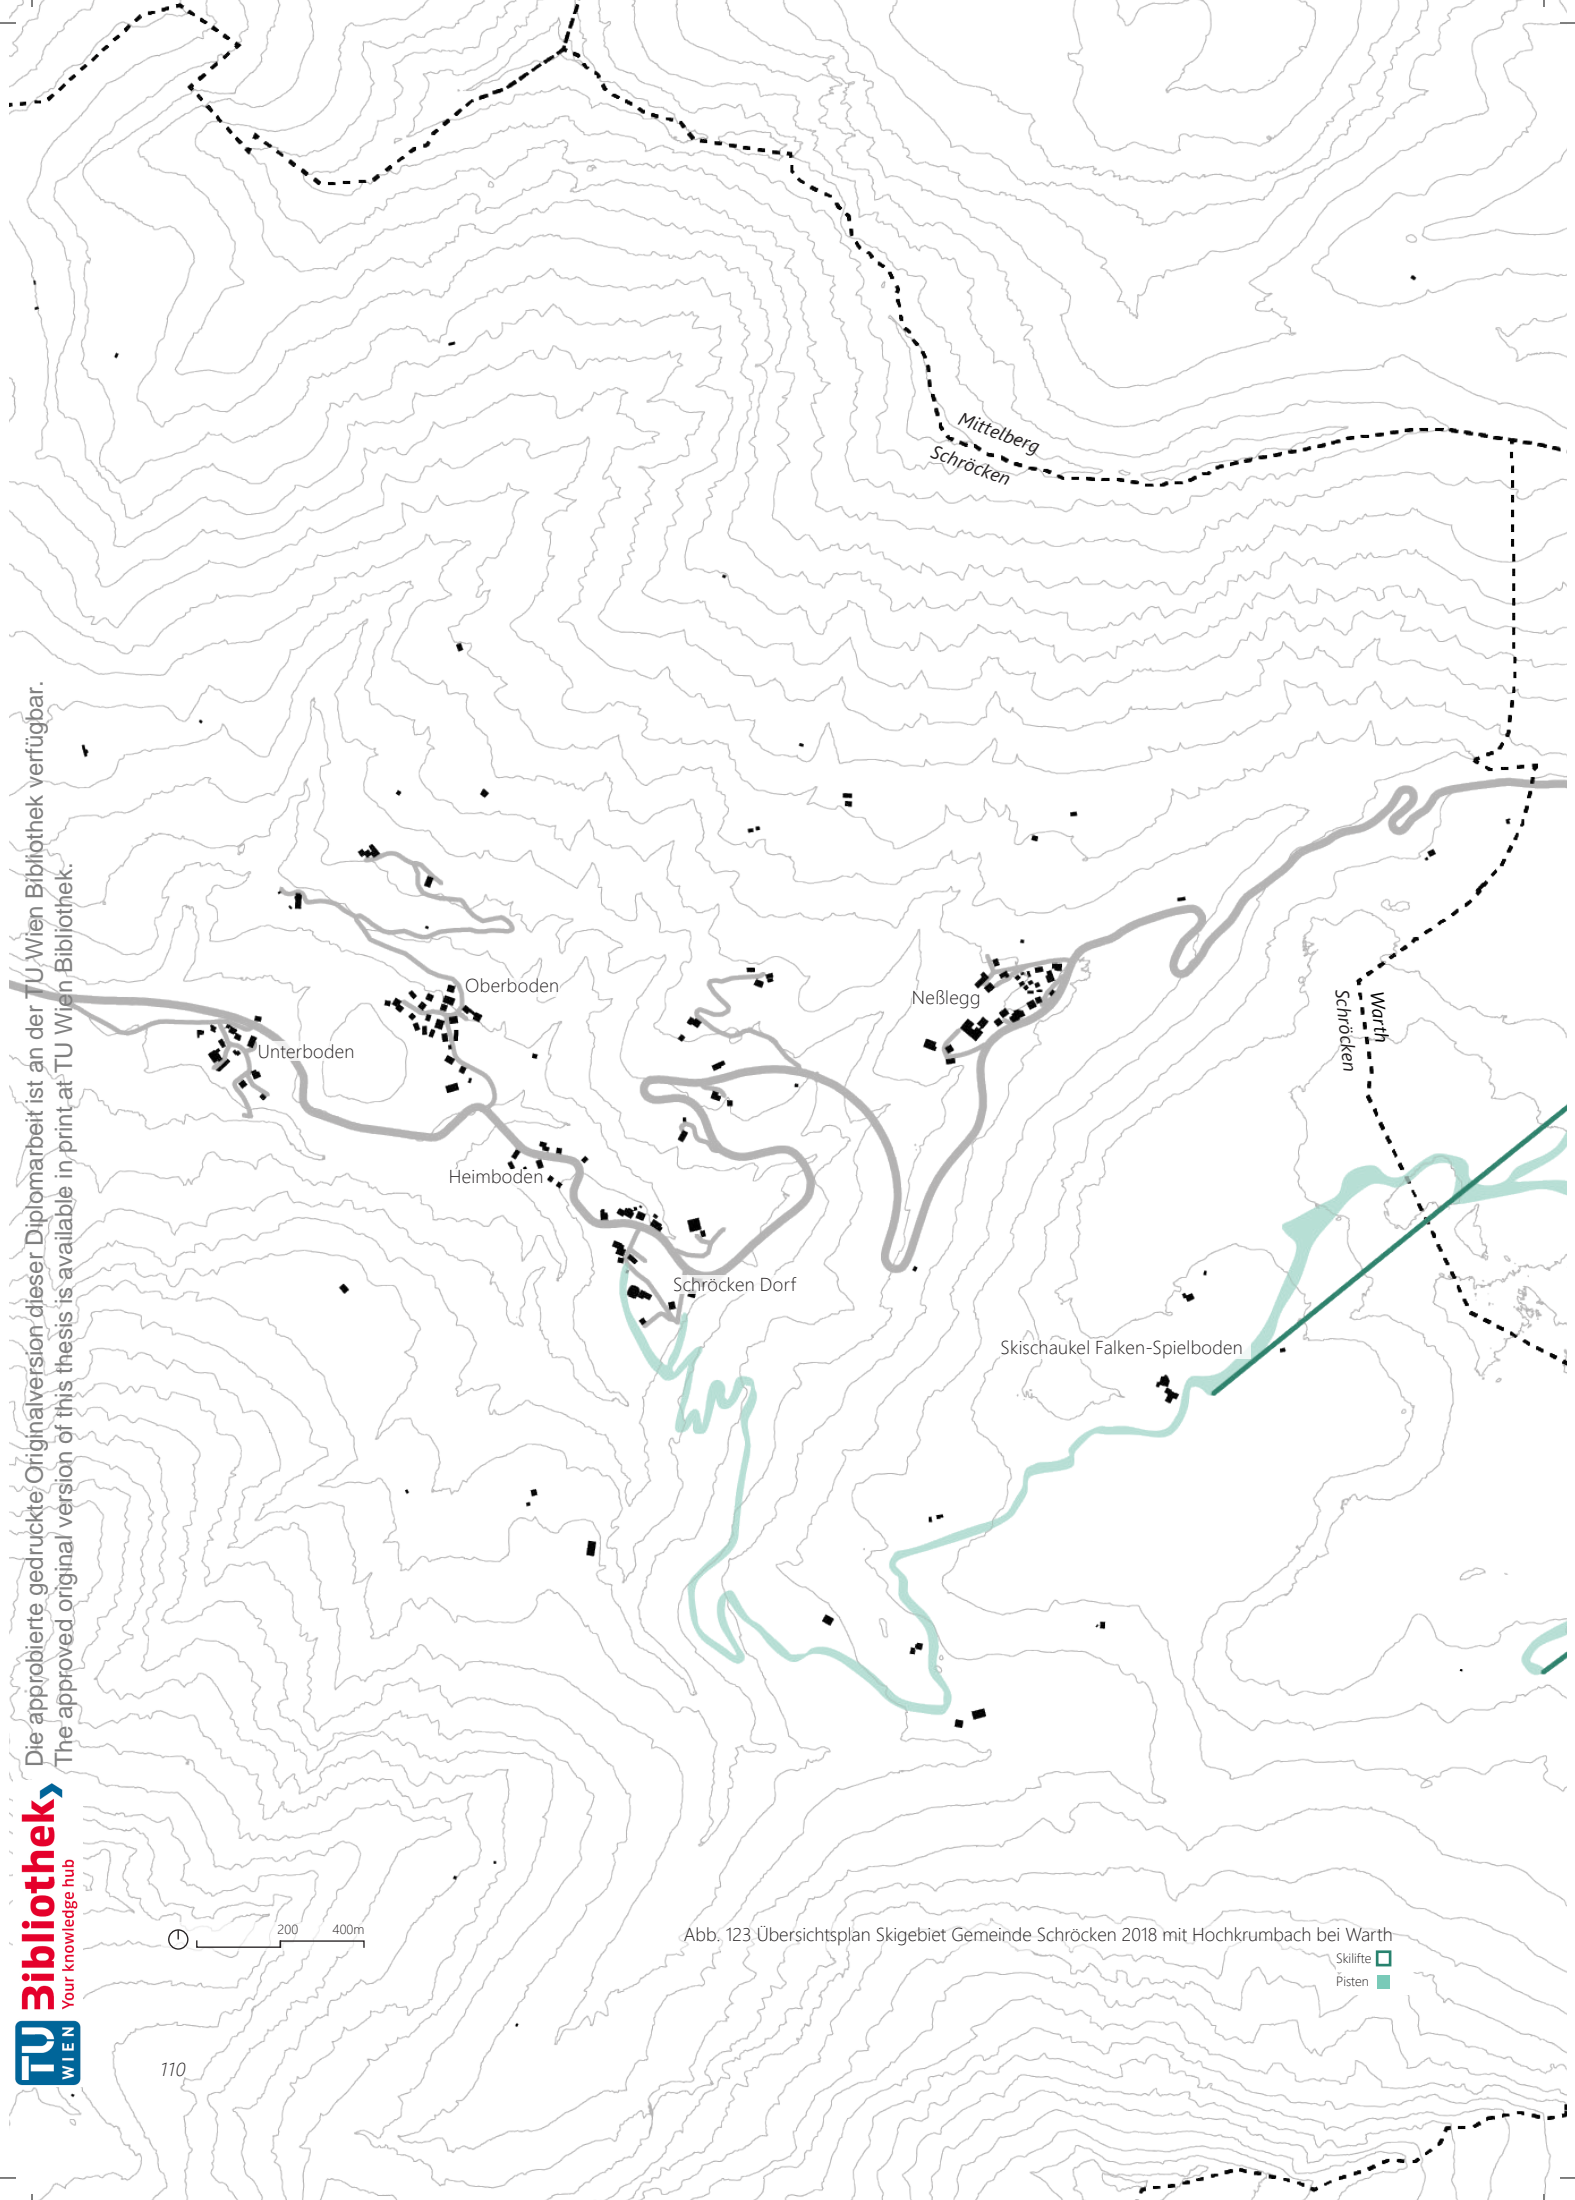 Mittelberg
Schröcken
Oberboden
Neßlegg
Warth
Schröcken
Unterboden
Heimboden
Schröcken Dorf
Skischaukel Falken-Spielboden
200 400m
Abb. 123 Übersichtsplan Skigebiet Gemeinde Schröcken 2018 mit Hochkrumbach bei Warth
Skilifte
Pisten
110
Die approbierte gedruckte Originalversion dieser Diplomarbeit ist an der TU Wien Bibliothek verfügbar.
The approved original version of this thesis is available in print at TU Wien Bibliothek.
TU WIEN Bibliothek
Your knowledge hub